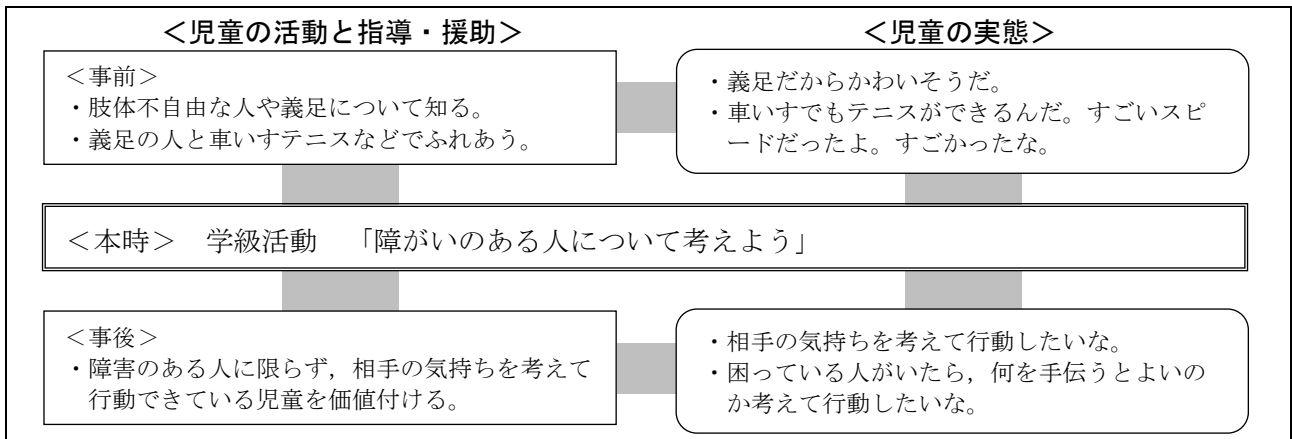 ＜児童の活動と指導・援助＞
＜児童の実態＞
＜事前＞
・肢体不自由な人や義足について知る。
・義足の人と車いすテニスなどでふれあう。
・義足だからかわいそうだ。
・車いすでもテニスができるんだ。すごいスピ
ードだったよ。すごかったな。
＜本時＞　学級活動　「障がいのある人について考えよう」
＜事後＞
・障害のある人に限らず，相手の気持ちを考えて
行動できている児童を価値付ける。
・相手の気持ちを考えて行動したいな。
・困っている人がいたら，何を手伝うとよいの
か考えて行動したいな。